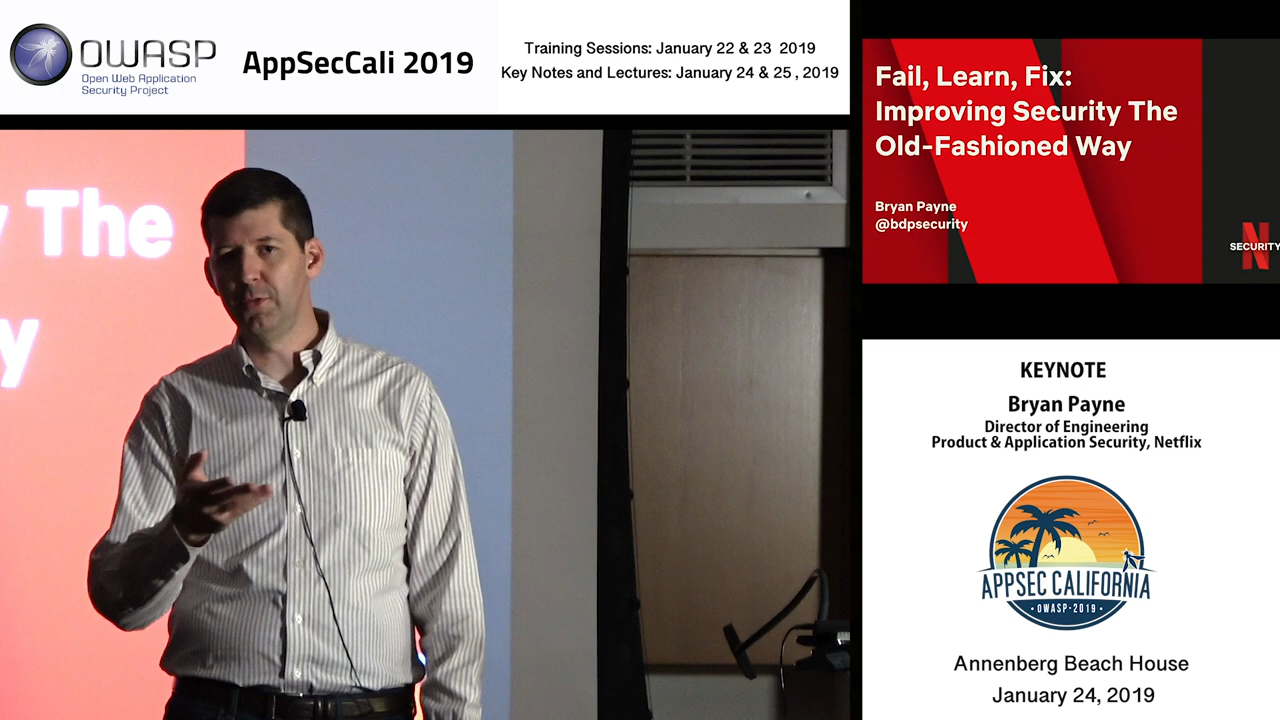 OWASP
Open Web Application
Security Project
AppSecCali 2019
Training Sessions: January 22 & 23 2019
Key Notes and Lectures: January 24 & 25 , 2019
The
y
Fail, Learn, Fix:
Improving Security The
Old-Fashioned Way
Bryan Payne
@bdpsecurity
N
SECURITY
KEYNOTE
Bryan Payne
Director of Engineering
Product & Application Security, Netflix
APPSEC CALIFORNIA
• OWASP·2019 •
Annenberg Beach House
January 24, 2019